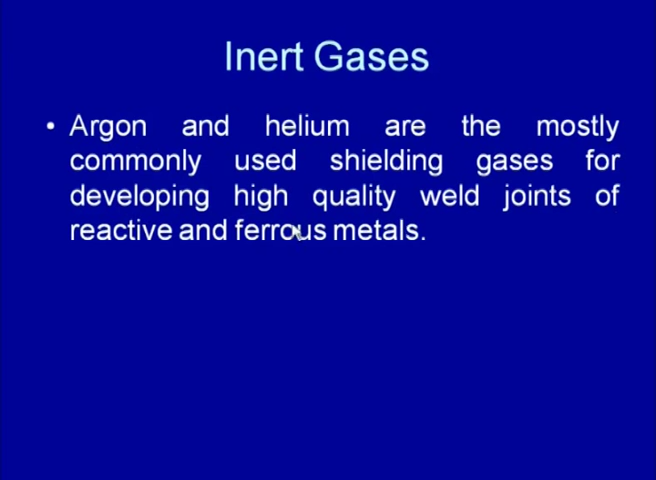 Inert Gases
• Argon and helium are the mostly
commonly used shielding gases for
developing high quality weld joints of
reactive and ferrous metals.